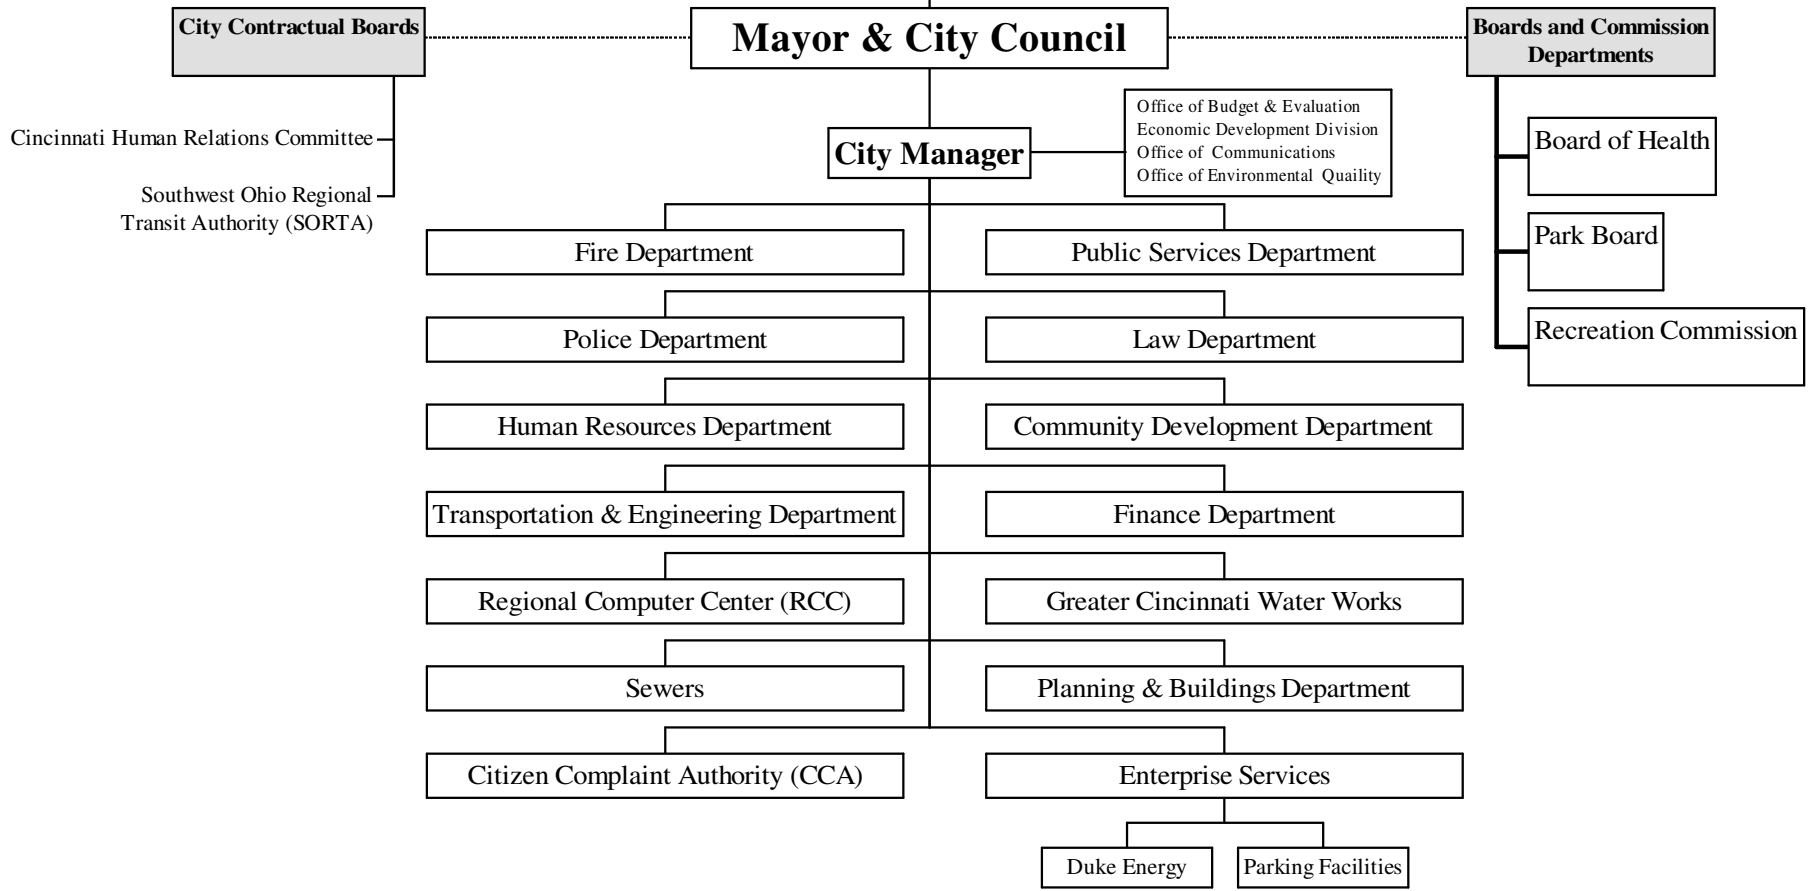 City Contractual Boards
Mayor & City Council
Boards and Commission
Departments
Cincinnati Human Relations Committee
Southwest Ohio Regional
Transit Authority (SORTA)
City Manager
Office of Budget & Evaluation
Economic Development Division
Office of Communications
Office of Environmental Quaility
Board of Health
Park Board
Recreation Commission
Fire Department
Public Services Department
Police Department
Law Department
Human Resources Department
Community Development Department
Transportation & Engineering Department
Finance Department
Regional Computer Center (RCC)
Greater Cincinnati Water Works
Sewers
Planning & Buildings Department
Citizen Complaint Authority (CCA)
Enterprise Services
Duke Energy
Parking Facilities